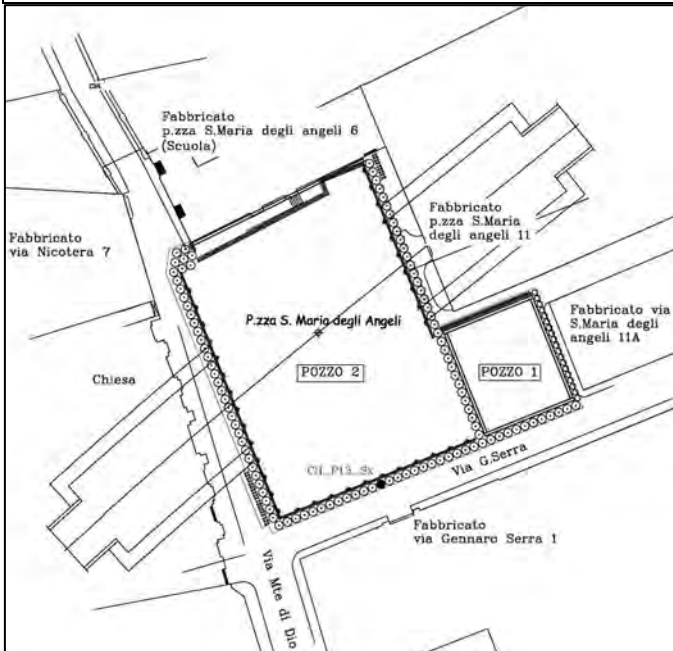 Fabbricato
p.zza S.Maria degli angeli 6
(Scuola)
Fabbricato
p.zza S.Maria
degli angeli 11
Fabbricato
via Nicotera 7
Fabbricato via
S.Maria degli
angeli 11A
P.zza S. Maria degli Angeli
POZZO 2
POZZO 1
Chiesa
Via G.Serra
Fabbricato
via Gennaro Serra 1
Via Mte di Dio